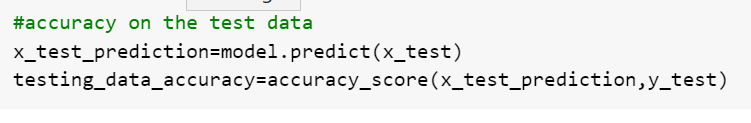 #accuracy on the test data
x_test_prediction=model.predict(x_test)
testing_data_accuracy=accuracy_score(x_test_prediction,y_test)